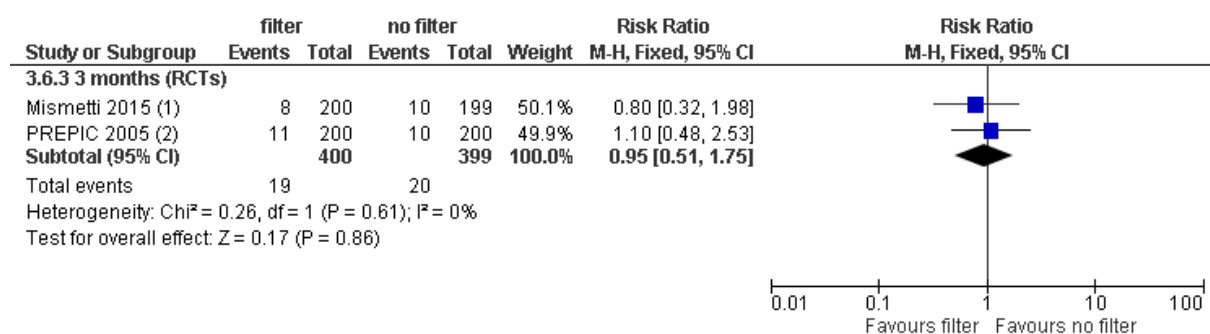 filter no filter Risk Ratio Risk Ratio
Study or Subgroup Events Total Events Total Weight M-H, Fixed, 95% CI M-H, Fixed, 95% CI
3.6.3 3 months (RCTs)
Mismetti 2015 (1) 8 200 10 199 50.1% 0.80 [0.32, 1.98]
PREPIC 2005 (2) 11 200 10 200 49.9% 1.10 [0.48, 2.53]
Subtotal (95% CI) 400 399 100.0% 0.95 [0.51, 1.75]
Total events 19 20
Heterogeneity: Chi² = 0.26, df = 1 (P = 0.61); I² = 0%
Test for overall effect: Z = 0.17 (P = 0.86)
0.01 0.1 1 10 100
Favours filter Favours no filter